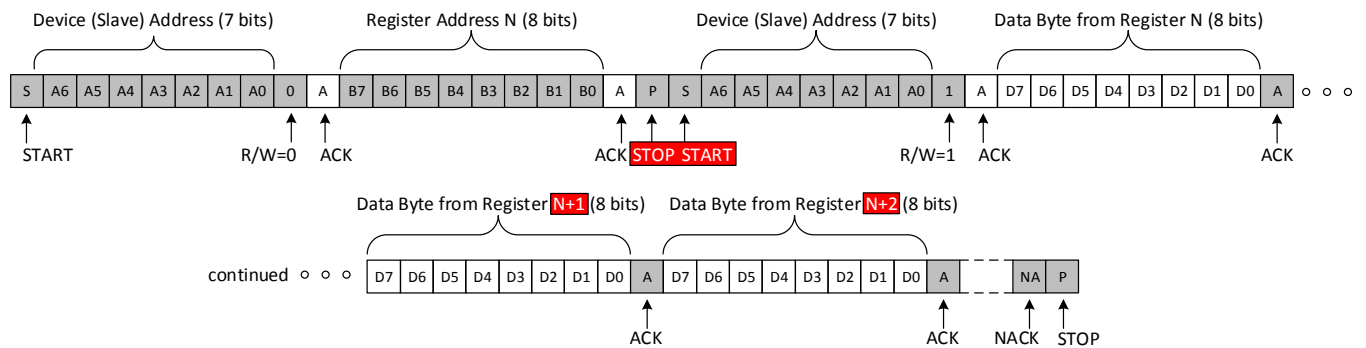 Device (Slave) Address (7 bits) Register Address N (8 bits) Device (Slave) Address (7 bits) Data Byte from Register N (8 bits)
S A6 A5 A4 A3 A2 A1 A0 0 A B7 B6 B5 B4 B3 B2 B1 B0 A P S A6 A5 A4 A3 A2 A1 A0 1 A D7 D6 D5 D4 D3 D2 D1 D0 A
START R/W=0 ACK ACK STOP START R/W=1 ACK ACK
Data Byte from Register N+1 (8 bits) Data Byte from Register N+2 (8 bits)
continued D7 D6 D5 D4 D3 D2 D1 D0 A D7 D6 D5 D4 D3 D2 D1 D0 A NA P
ACK ACK NACK STOP